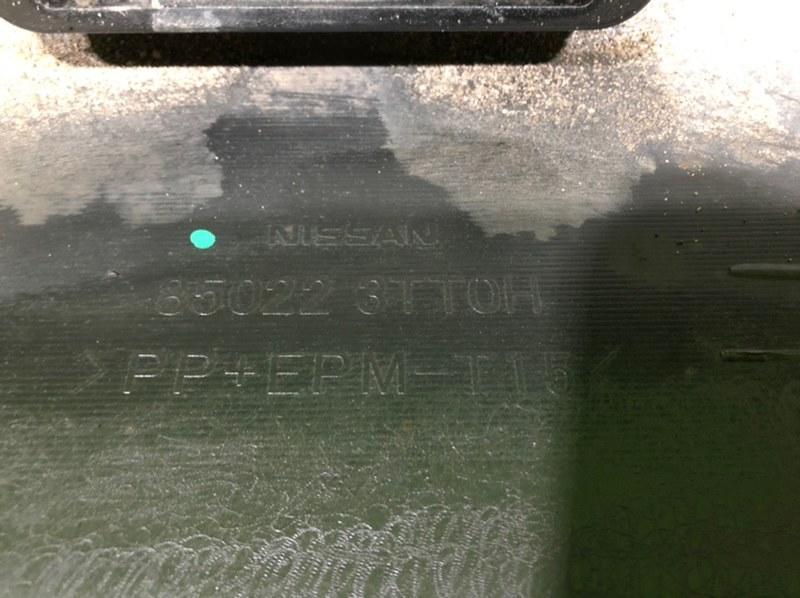 NISSAN
85022 3TT0H
>PP+EPM-T15<